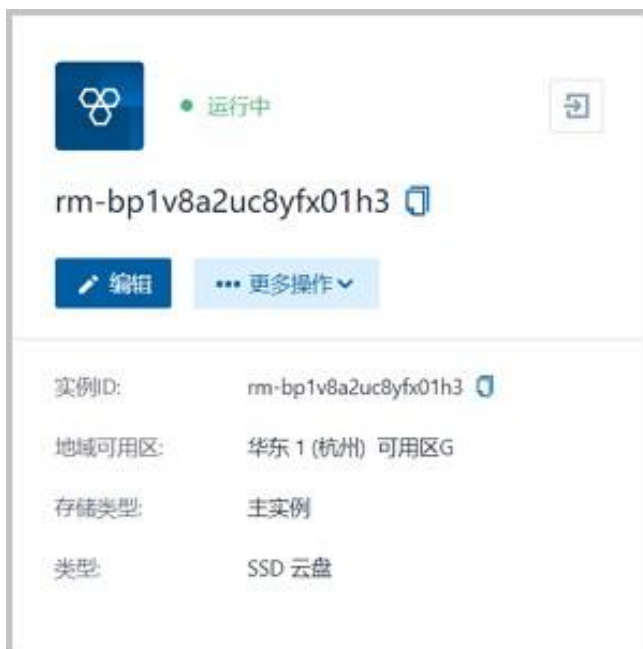 运行中
rm-bp1v8a2uc8yfx01h3
编辑
••• 更多操作
实例ID: rm-bp1v8a2uc8yfx01h3
地域可用区: 华东 1 (杭州) 可用区G
存储类型: 主实例
类型: SSD 云盘